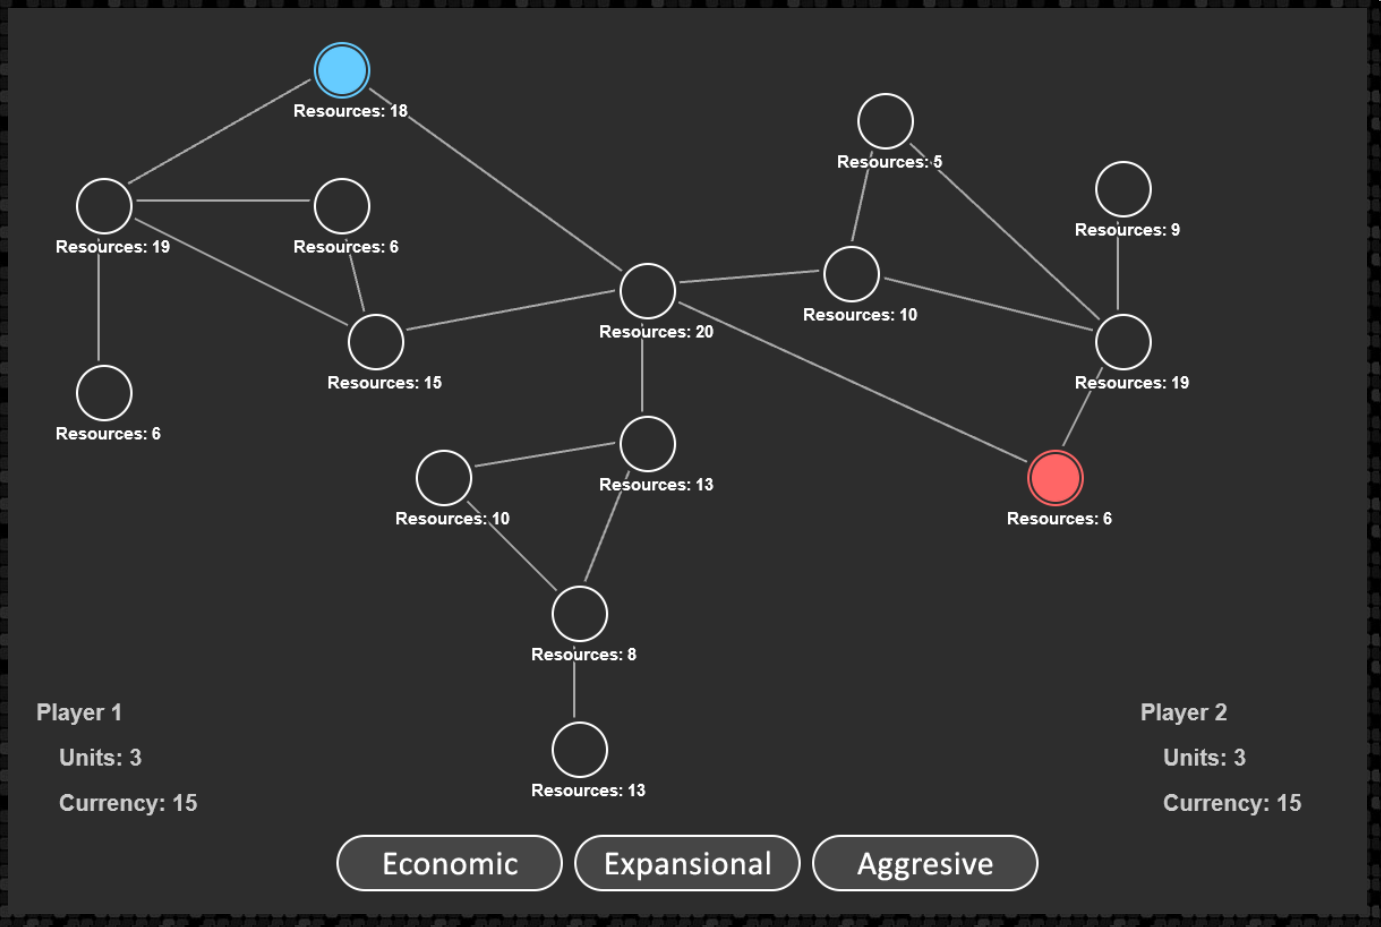 Resources: 18
Resources: 5
Resources: 9
Resources: 19
Resources: 6
Resources: 10
Resources: 20
Resources: 15
Resources: 19
Resources: 6
Resources: 13
Resources: 10
Resources: 6
Resources: 8
Resources: 13
Player 1
Units: 3
Currency: 15
Player 2
Units: 3
Currency: 15
Economic
Expansional
Aggresive